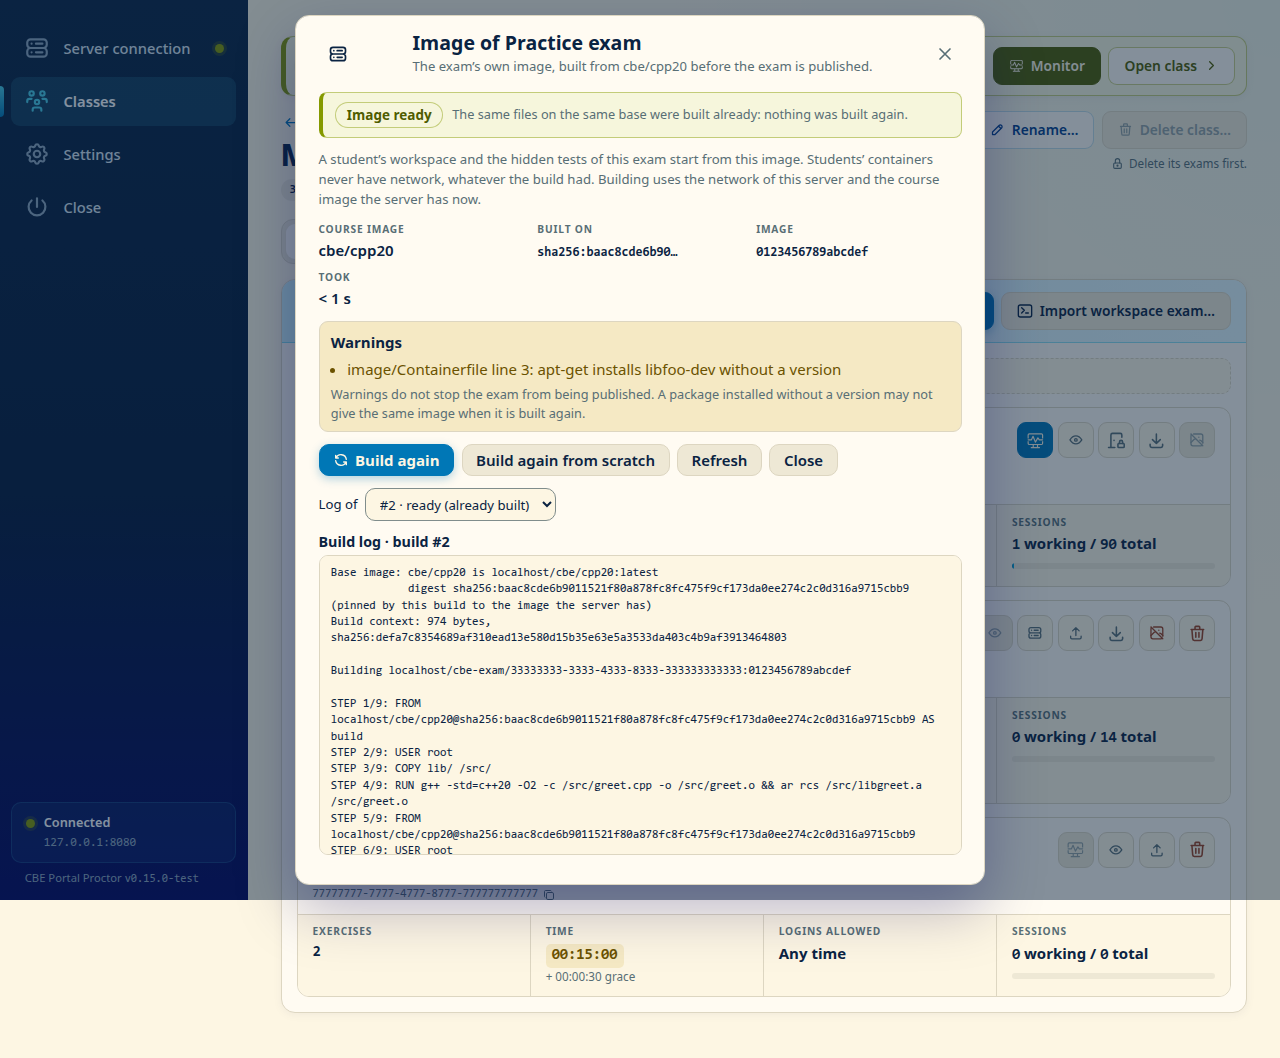 Server connection
Classes
Settings
Close
Connected
127.0.0.1:8080
CBE Portal Proctor v0.15.0-test
Monitor
Open class
Rename...
Delete class...
Delete its exams first.
Import workspace exam...
Image of Practice exam
The exam’s own image, built from cbe/cpp20 before the exam is published.
Image ready
The same files on the same base were built already: nothing was built again.
A student’s workspace and the hidden tests of this exam start from this image. Students’ containers
never have network, whatever the build had. Building uses the network of this server and the course
image the server has now.
COURSE IMAGE
cbe/cpp20
BUILT ON
sha256:baac8cde6b90…
IMAGE
0123456789abcdef
TOOK
< 1 s
Warnings
• image/Containerfile line 3: apt-get installs libfoo-dev without a version
Warnings do not stop the exam from being published. A package installed without a version may not
give the same image when it is built again.
Build again
Build again from scratch
Refresh
Close
Log of
#2 · ready (already built)
Build log · build #2
Base image: cbe/cpp20 is localhost/cbe/cpp20:latest
digest sha256:baac8cde6b9011521f80a878fc8fc475f9cf173da0ee274c2c0d316a9715cbb9
(pinned by this build to the image the server has)
Build context: 974 bytes,
sha256:defa7c8354689af310ead13e580d15b35e63e5a3533da403c4b9af3913464803
Building localhost/cbe-exam/33333333-3333-4333-8333-333333333333:0123456789abcdef
STEP 1/9: FROM
localhost/cbe/cpp20@sha256:baac8cde6b9011521f80a878fc8fc475f9cf173da0ee274c2c0d316a9715cbb9 AS
build
STEP 2/9: USER root
STEP 3/9: COPY lib/ /src/
STEP 4/9: RUN g++ -std=c++20 -O2 -c /src/greet.cpp -o /src/greet.o && ar rcs /src/libgreet.a
/src/greet.o
STEP 5/9: FROM
localhost/cbe/cpp20@sha256:baac8cde6b9011521f80a878fc8fc475f9cf173da0ee274c2c0d316a9715cbb9
STEP 6/9: USER root
SESSIONS
1 working / 90 total
SESSIONS
0 working / 14 total
77777777-7777-4777-8777-777777777777
EXERCISES
2
TIME
00:15:00
+ 00:00:30 grace
LOGINS ALLOWED
Any time
SESSIONS
0 working / 0 total